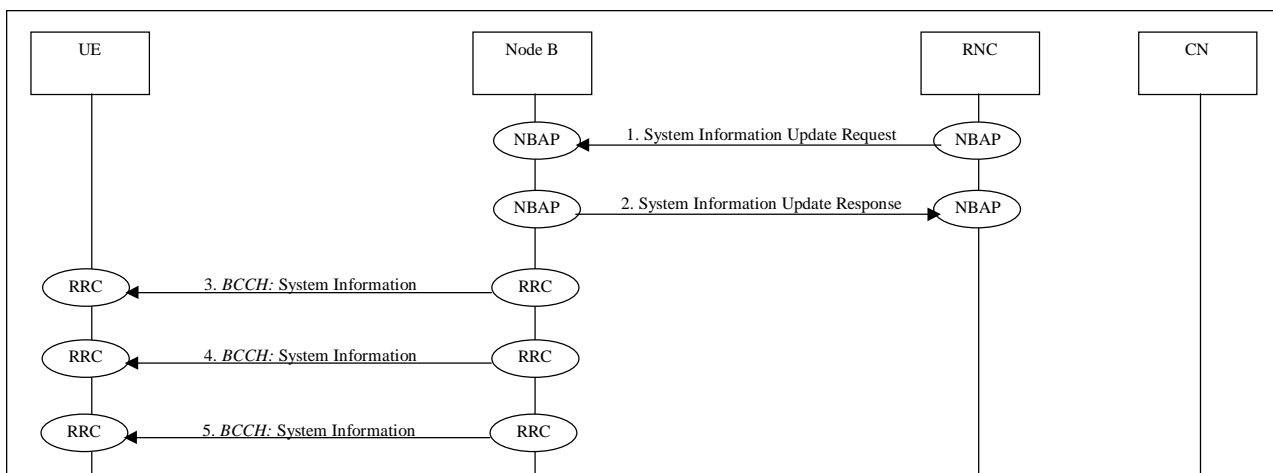 UE
Node B
RNC
CN
NBAP
1. System Information Update Request
NBAP
NBAP
2. System Information Update Response
NBAP
RRC
3. BCCH: System Information
RRC
RRC
4. BCCH: System Information
RRC
RRC
5. BCCH: System Information
RRC